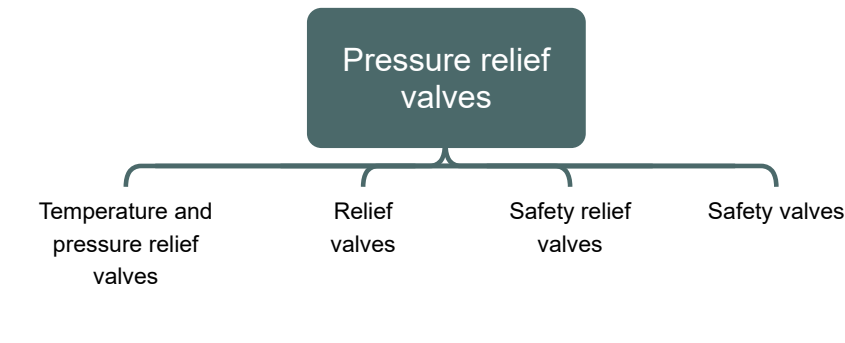 Pressure relief
valves
Temperature and
pressure relief
valves
Relief
valves
Safety relief
valves
Safety valves